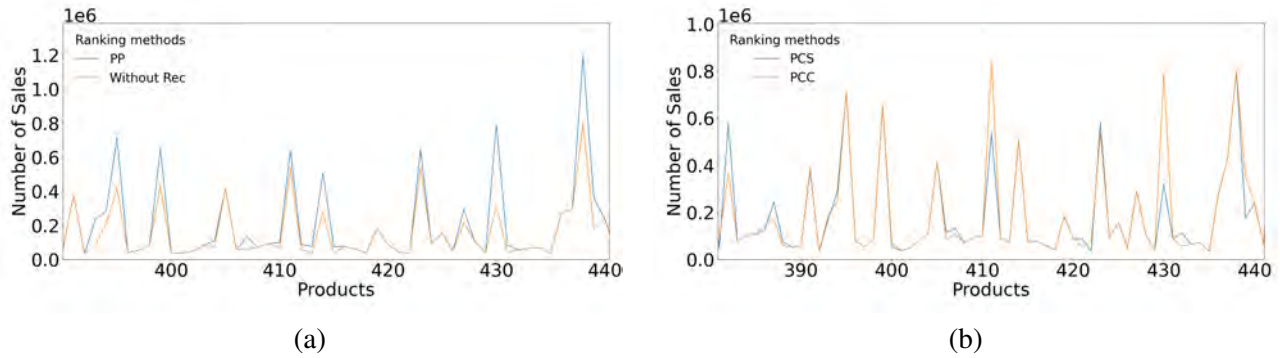 1e6
Number of Sales
1.2
1.0
0.8
0.6
0.4
0.2
0.0
Ranking methods
PP
Without Rec
400 410 420 430 440
Products
(a)
1e6
Number of Sales
1.0
0.8
0.6
0.4
0.2
0.0
Ranking methods
PCS
PCC
390 400 410 420 430 440
Products
(b)